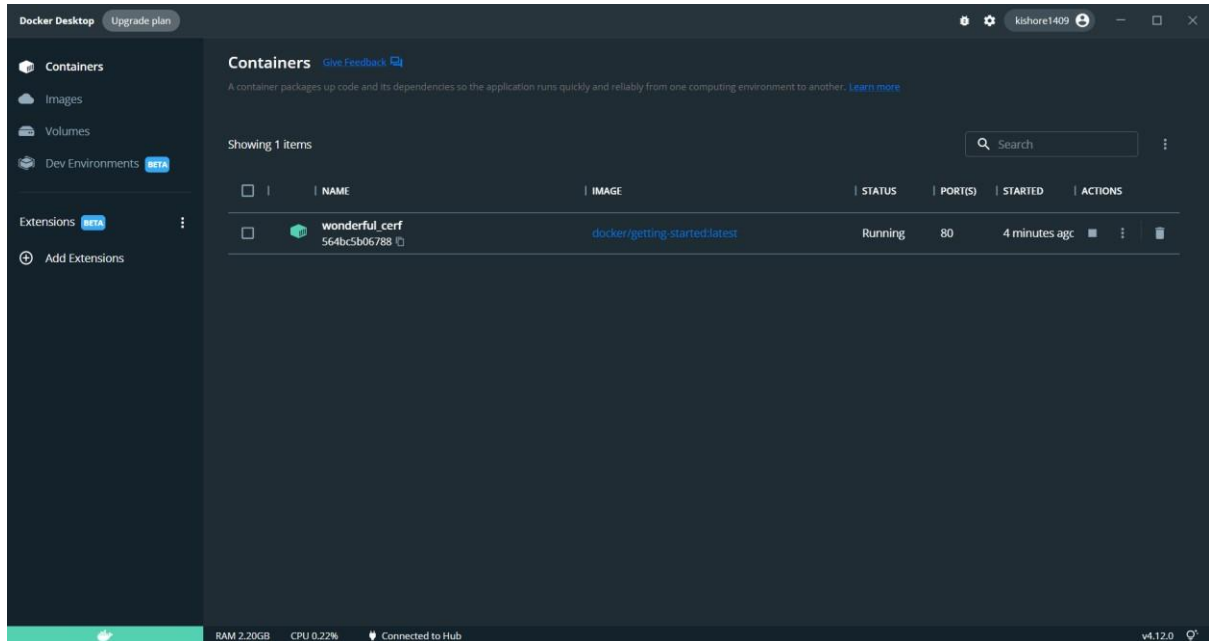 Docker Desktop Upgrade plan kishore1409
Containers
Images
Volumes
Dev Environments BETA
Extensions BETA
Add Extensions
Containers Give Feedback
A container packages up code and its dependencies so the application runs quickly and reliably from one computing environment to another. Learn more
Showing 1 items Search
NAME IMAGE STATUS PORT(S) STARTED ACTIONS
wonderful_cerf docker/getting-started:latest Running 80 4 minutes agc
564bc5b06788
RAM 2.20GB CPU 0.22% Connected to Hub v4.12.0